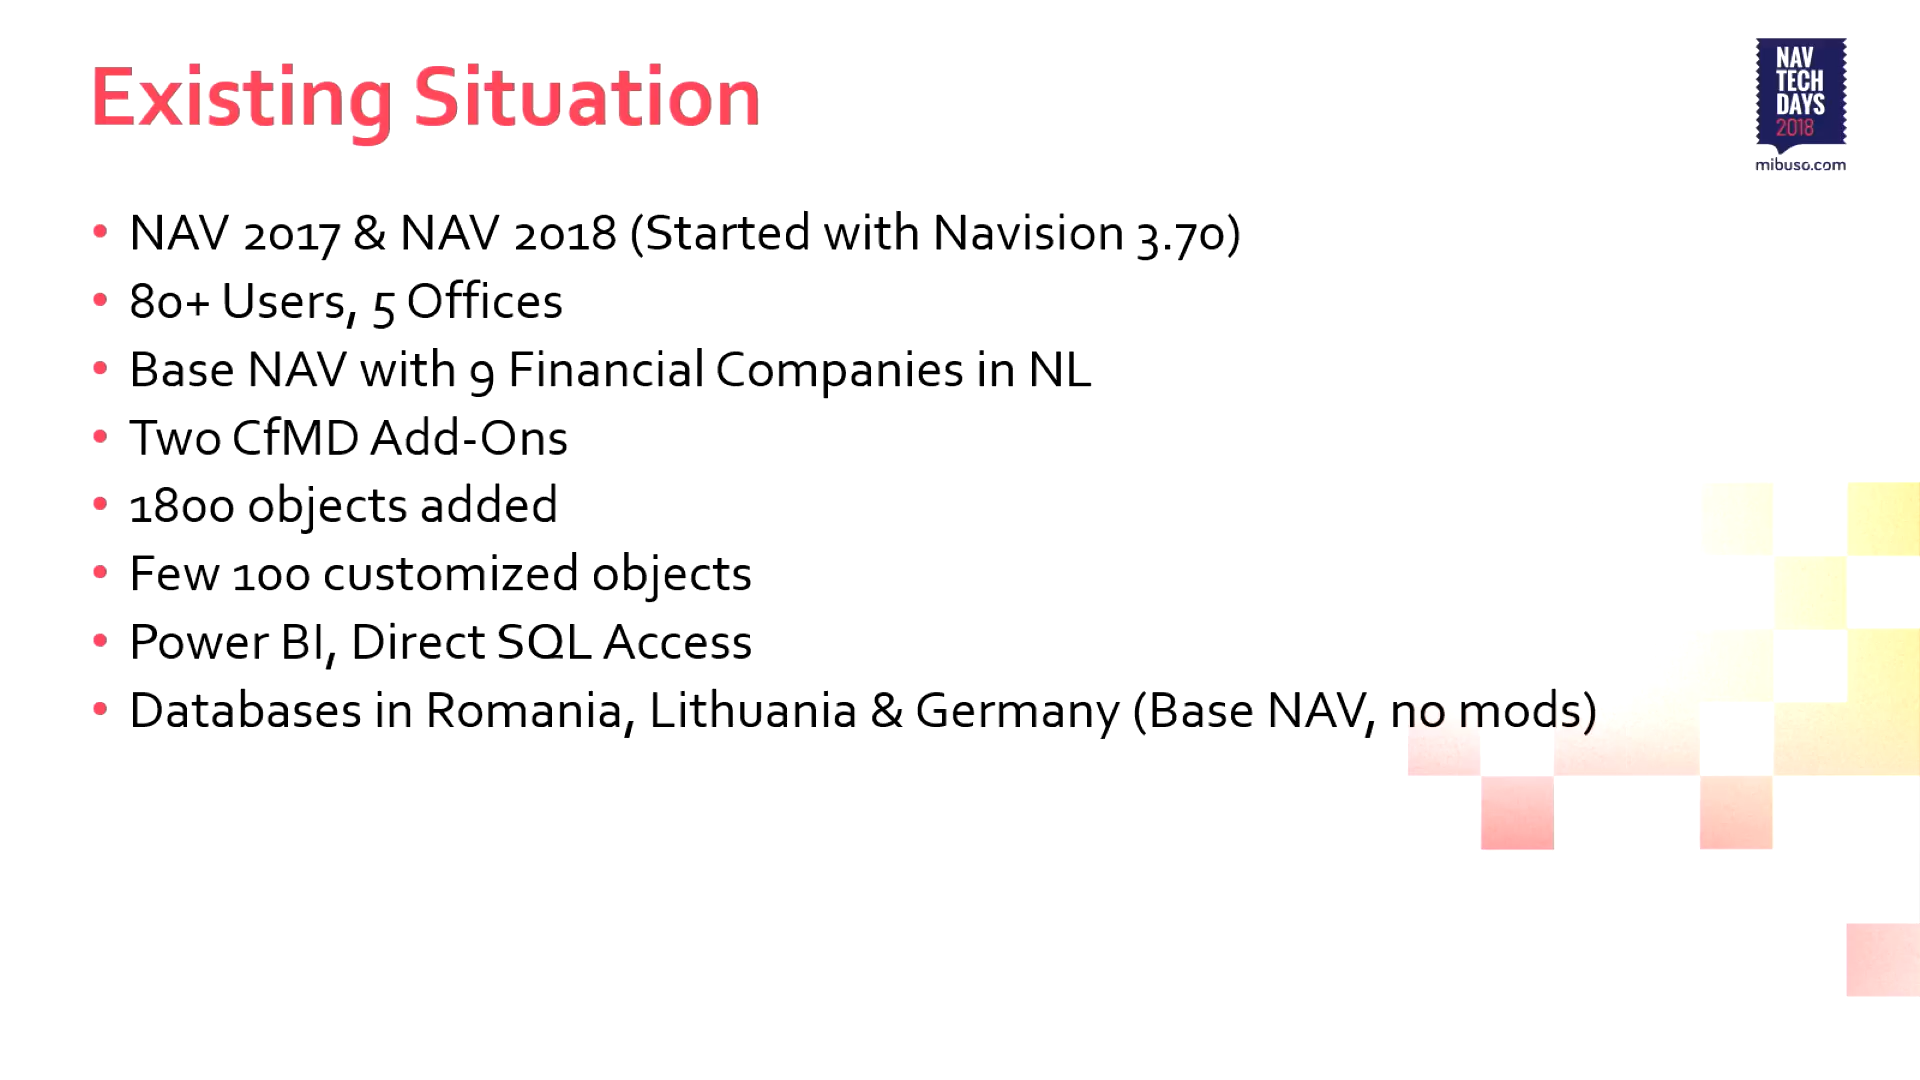 Existing Situation
NAV
TECH
DAYS
2018
mibuso.com
• NAV 2017 & NAV 2018 (Started with Navision 3.70)
• 80+ Users, 5 Offices
• Base NAV with 9 Financial Companies in NL
• Two CfMD Add-Ons
• 1800 objects added
• Few 100 customized objects
• Power BI, Direct SQL Access
• Databases in Romania, Lithuania & Germany (Base NAV, no mods)